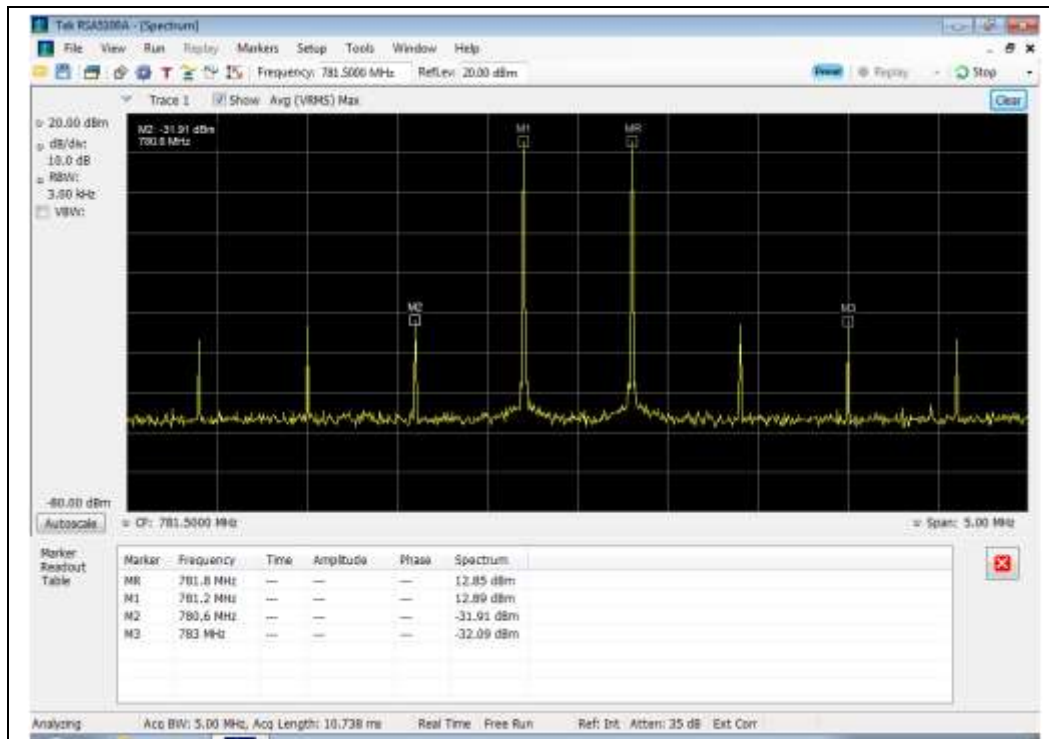 Tek RSA5100A - [Spectrum]
File View Run Replay Markers Setup Tools Window Help
Frequency: 781.5000 MHz RefLev: 20.00 dBm Preset Replay Stop
Trace 1 Show Avg (VRMS) Max Clear
20.00 dBm
dB/div:
10.0 dB
RBW:
3.00 kHz
VBW:
M2: -31.91 dBm
780.6 MHz
M1 MR
M2 M3
-80.00 dBm
Autoscale CF: 781.5000 MHz Span: 5.00 MHz
Marker
Readout
Table
Marker Frequency Time Amplitude Phase Spectrum
MR 781.8 MHz --- --- --- 12.85 dBm
M1 781.2 MHz --- --- --- 12.89 dBm
M2 780.6 MHz --- --- --- -31.91 dBm
M3 783 MHz --- --- --- -32.09 dBm
Analyzing Acq BW: 5.00 MHz, Acq Length: 10.738 ms Real Time Free Run Ref: Int Atten: 35 dB Ext Corr